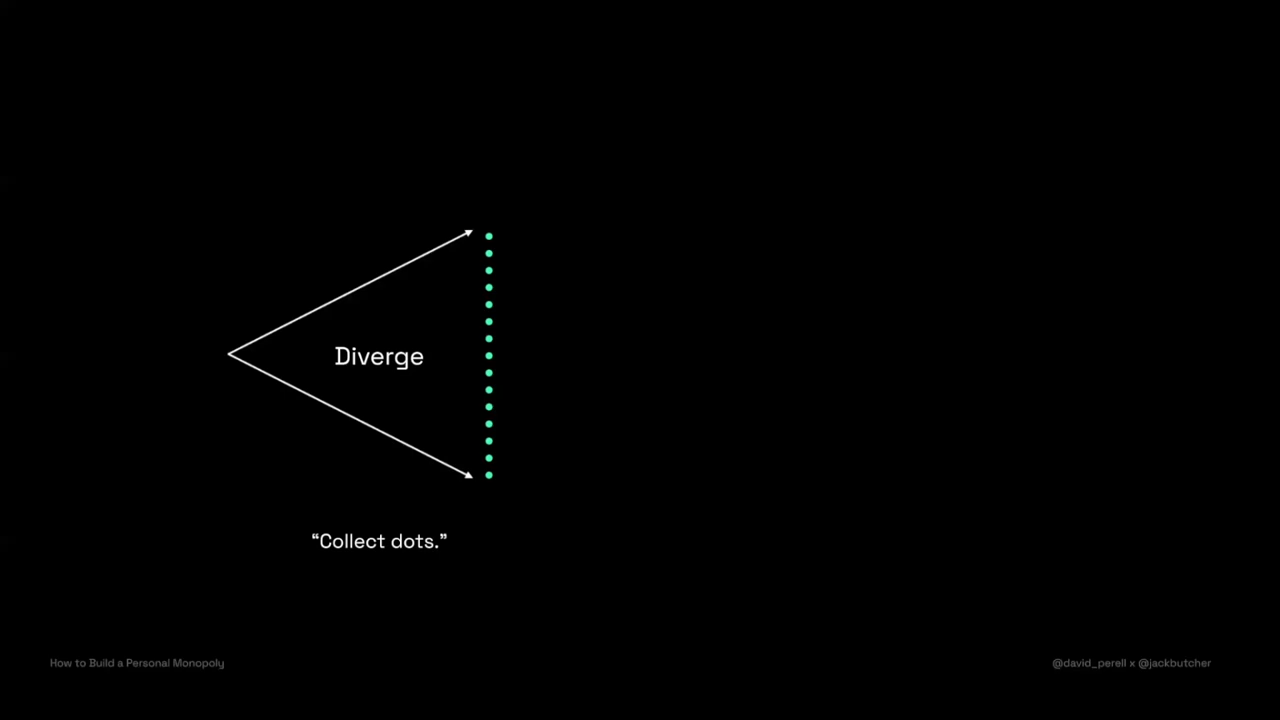 Diverge
“Collect dots.”
How to Build a Personal Monopoly
@david_perell x @jackbutcher